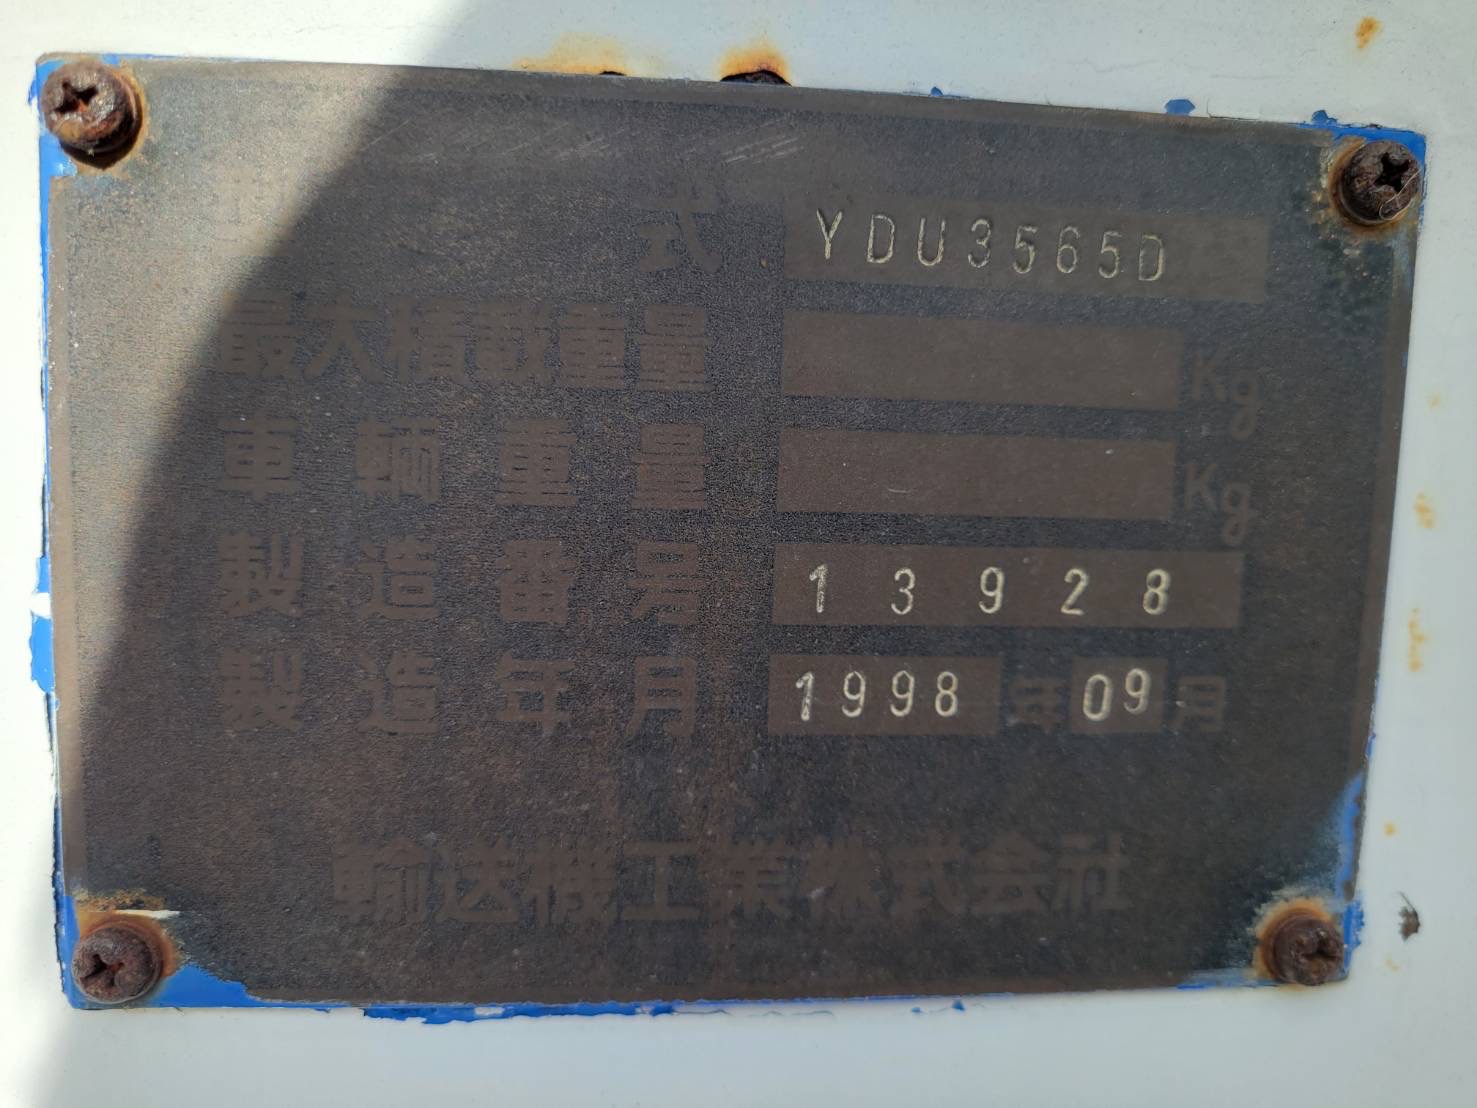 型式 YDU3565D
最大積載重量 Kg
車輌重量 Kg
製造番号 13928
製造年月 1998年09月
輸送機工業株式会社